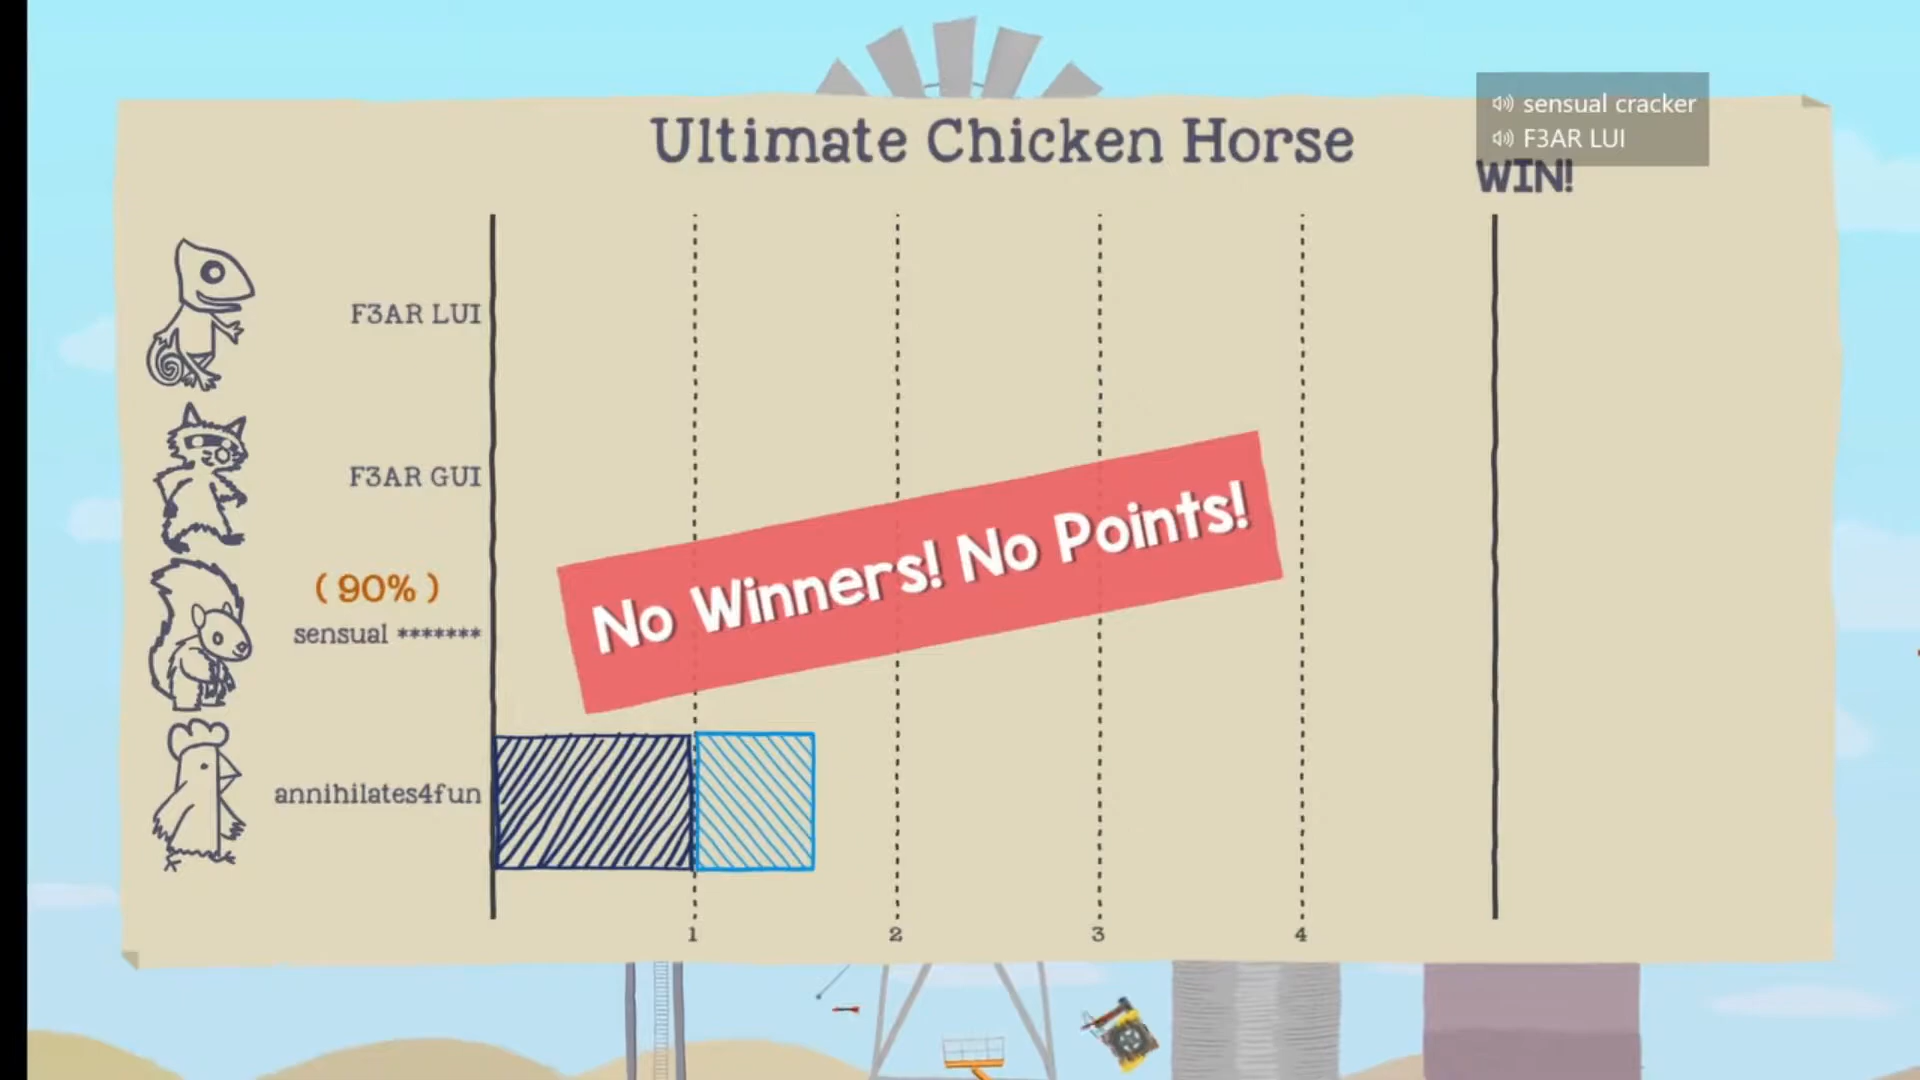 Ultimate Chicken Horse
sensual cracker
F3AR LUI
WIN!
F3AR LUI
F3AR GUI
(90%)
sensual *******
No Winners! No Points!
annihilates4fun
1 2 3 4